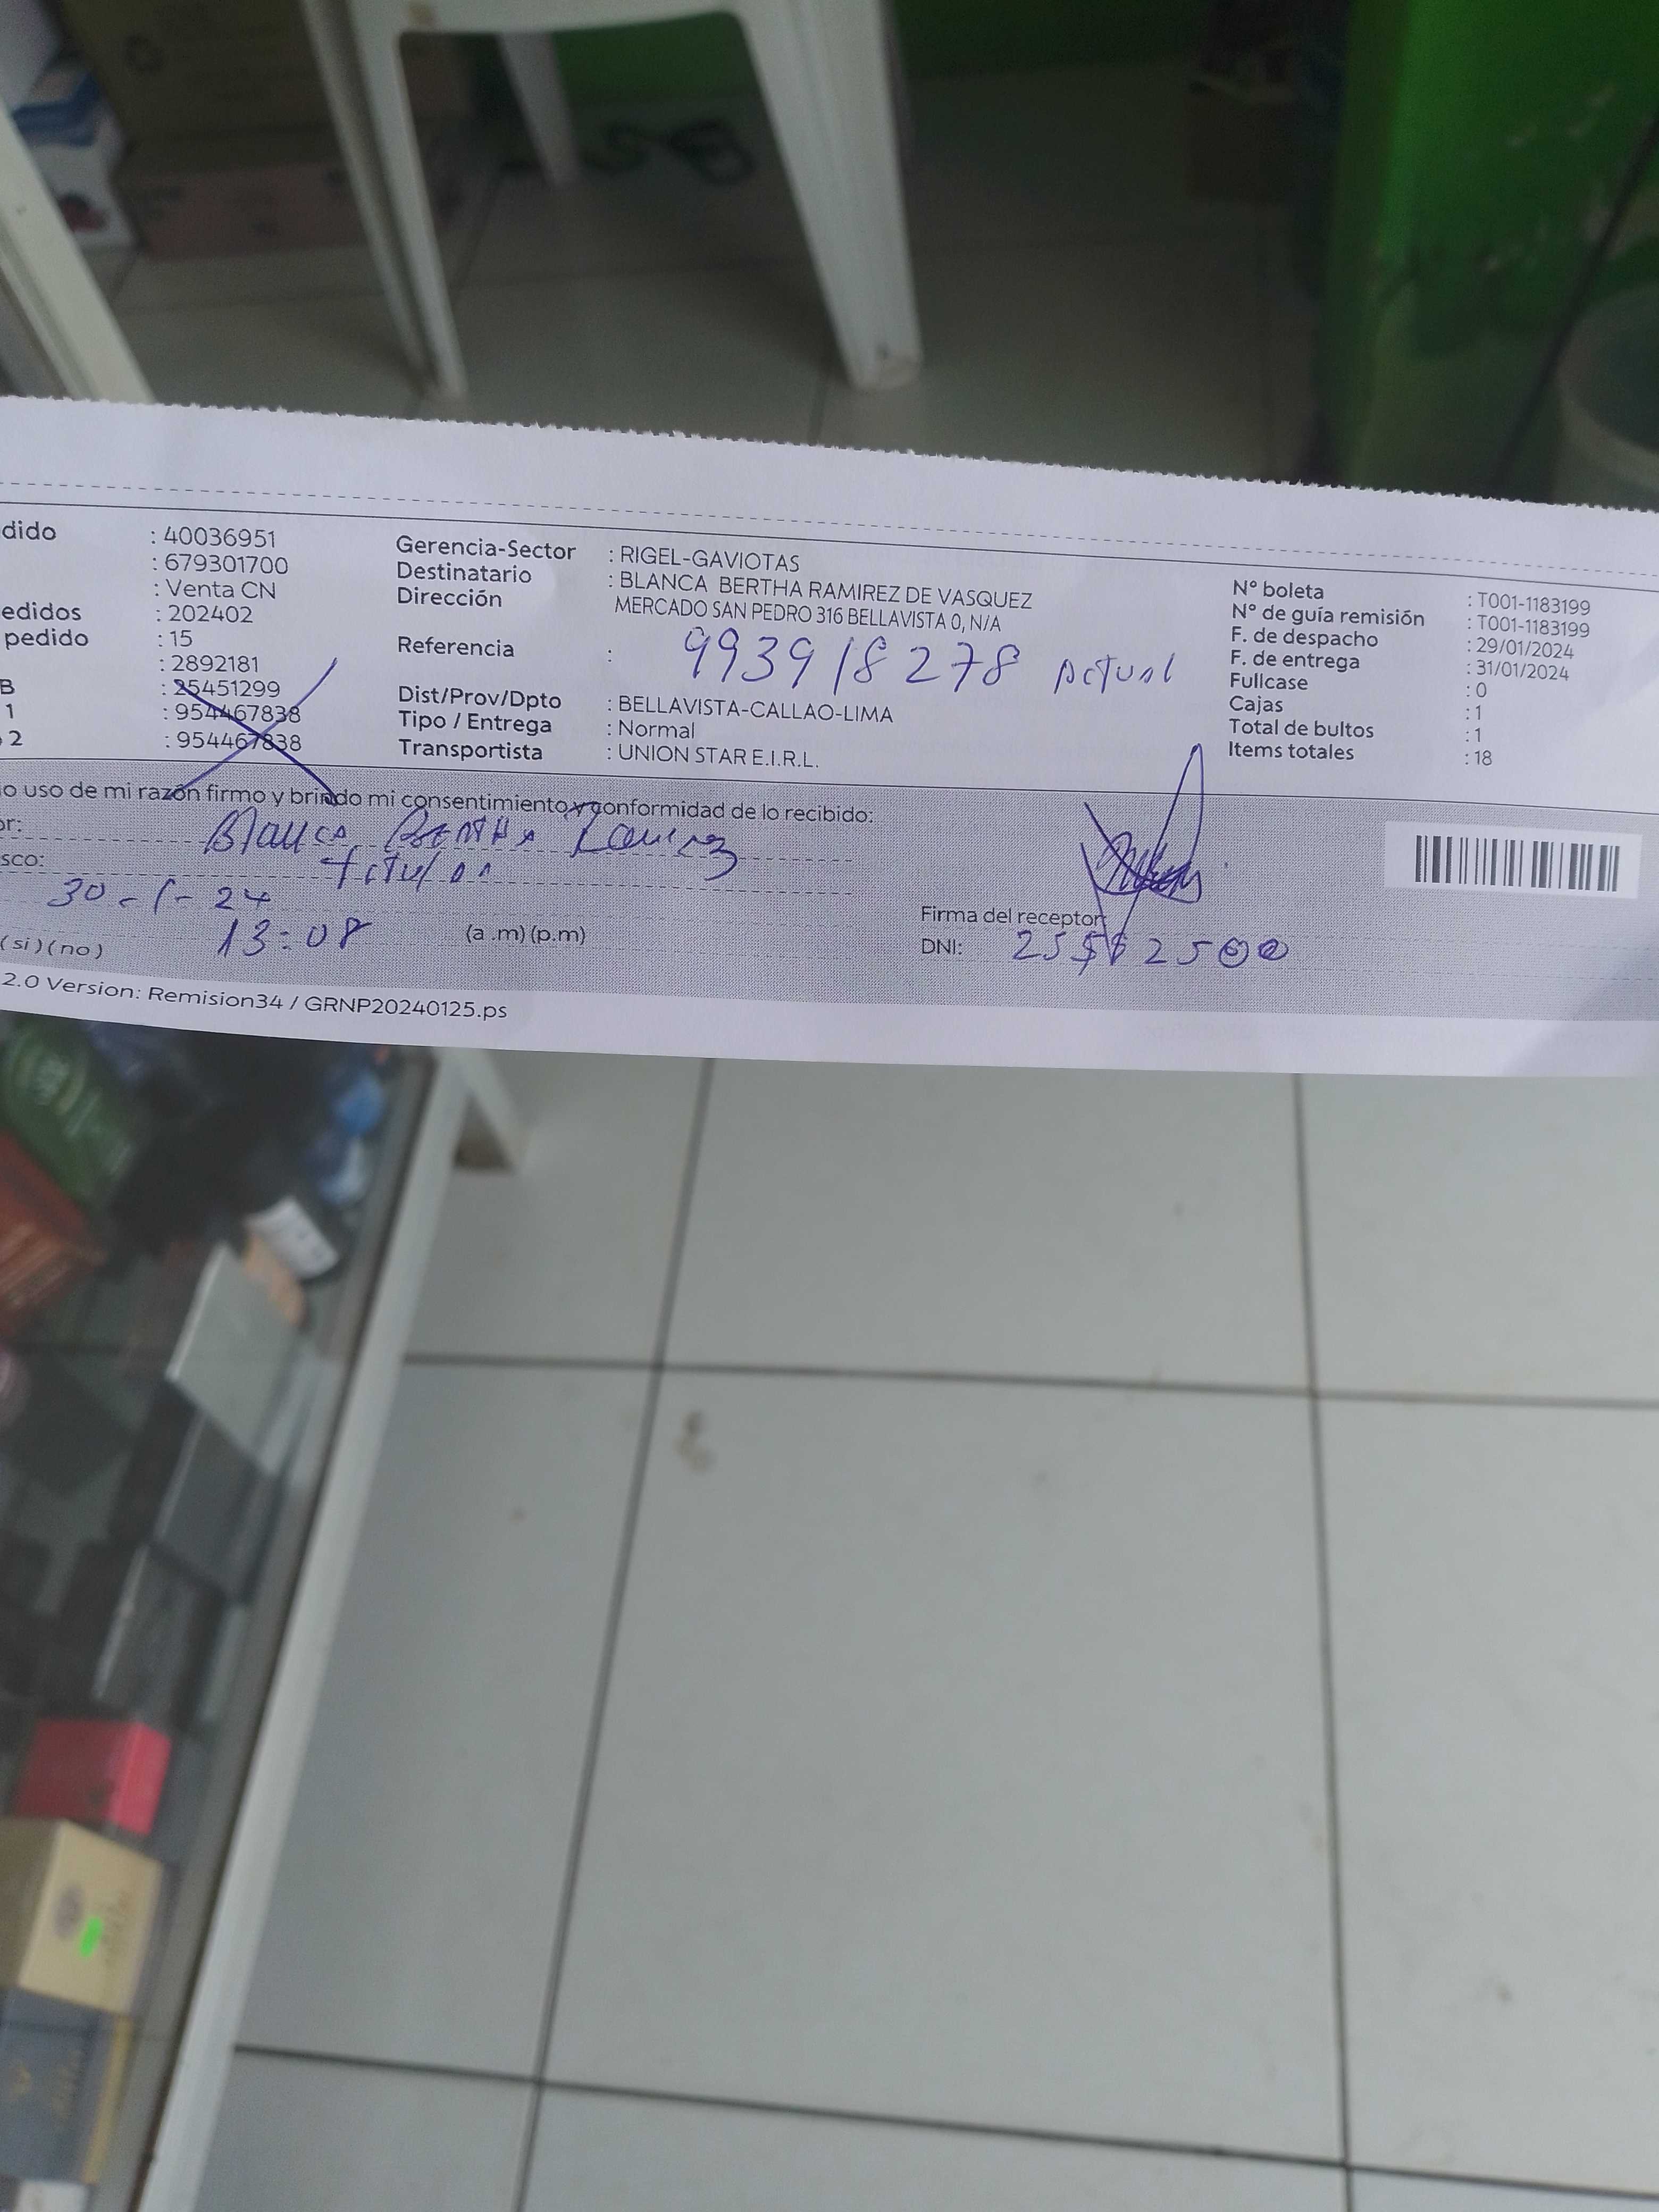 dido : 40036951
: 679301700
: Venta CN
edidos : 202402
pedido : 15
: 2892181
B : 25451299
1 : 954467838
2 : 954467838
Gerencia-Sector : RIGEL-GAVIOTAS
Destinatario : BLANCA BERTHA RAMIREZ DE VASQUEZ
Dirección MERCADO SAN PEDRO 316 BELLAVISTA 0, N/A
Referencia : 993918278 Actual
Dist/Prov/Dpto : BELLAVISTA-CALLAO-LIMA
Tipo / Entrega : Normal
Transportista : UNION STAR E.I.R.L.
N° boleta : T001-1183199
N° de guía remisión : T001-1183199
F. de despacho : 29/01/2024
F. de entrega : 31/01/2024
Fullcase : 0
Cajas : 1
Total de bultos : 1
Items totales : 18
o uso de mi razón firmo y brindo mi consentimiento y conformidad de lo recibido:
or: Blanca Bertha Ramirez
sco: titular
30-1-24
(si) (no) 13:08 (a.m) (p.m)
Firma del receptor
DNI:
2.0 Version: Remision34 / GRNP20240125.ps